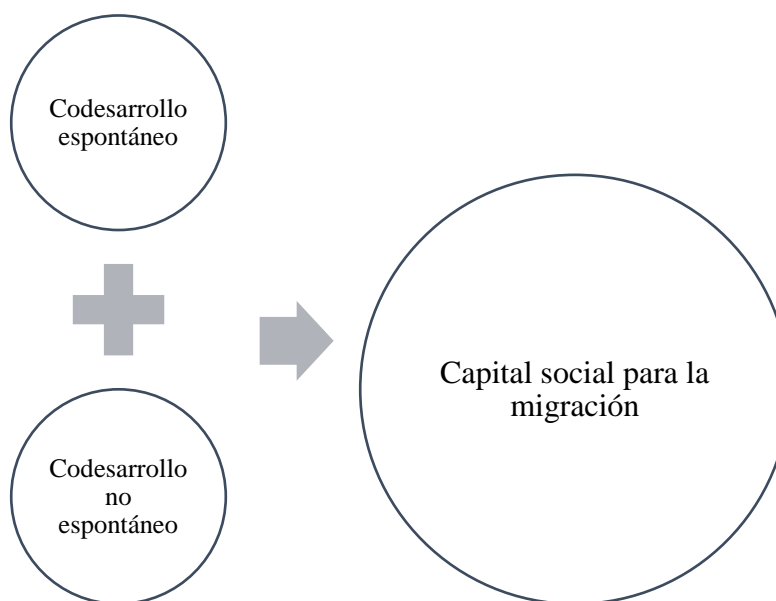 Codesarrollo
espontáneo
Codesarrollo
no
espontáneo
Capital social para la
migración